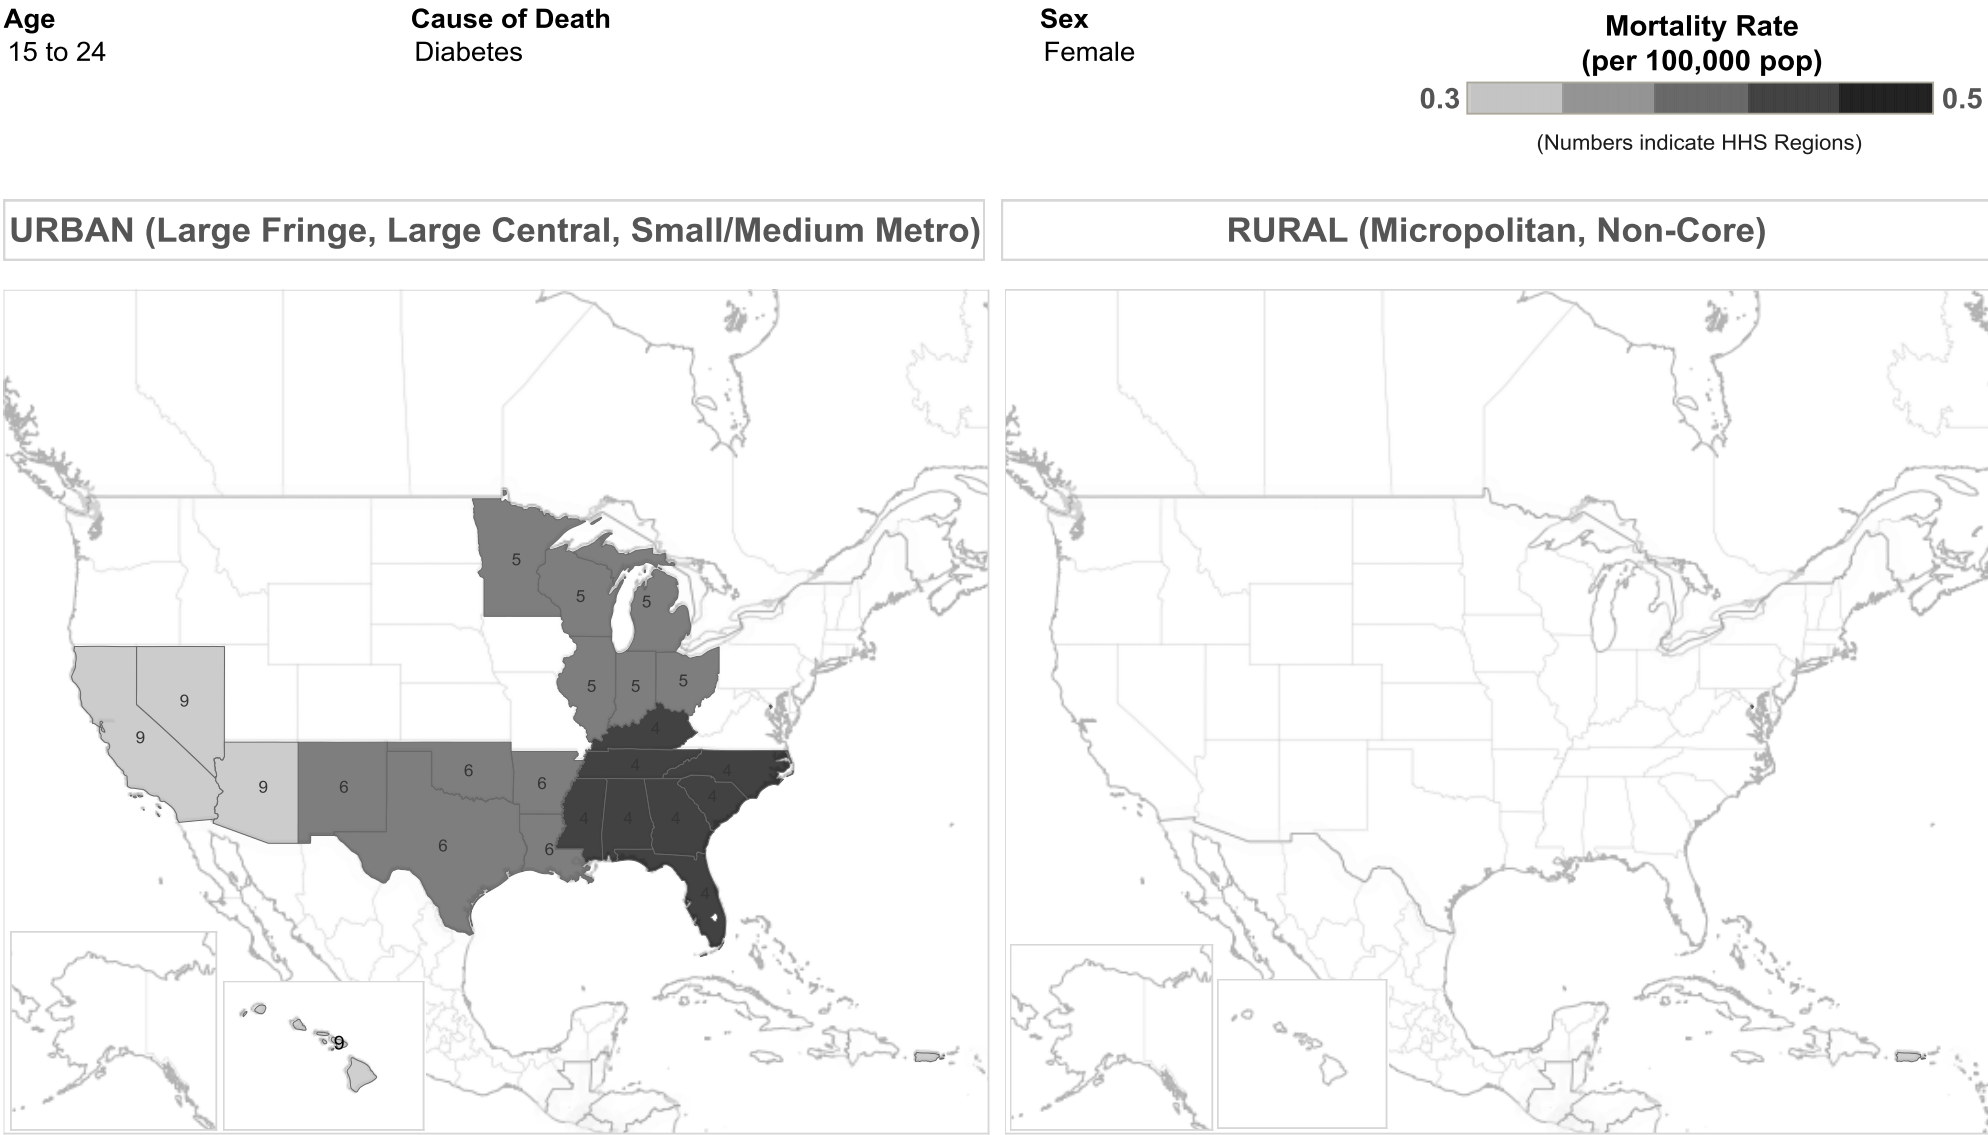 Age
15 to 24
Cause of Death
Diabetes
Sex
Female
Mortality Rate
(per 100,000 pop)
0.3
0.5
(Numbers indicate HHS Regions)
URBAN (Large Fringe, Large Central, Small/Medium Metro)
RURAL (Micropolitan, Non-Core)
5
5
5
5
5
5
9
9
9
4
4
4
4
4
4
4
4
6
6
6
6
6
9